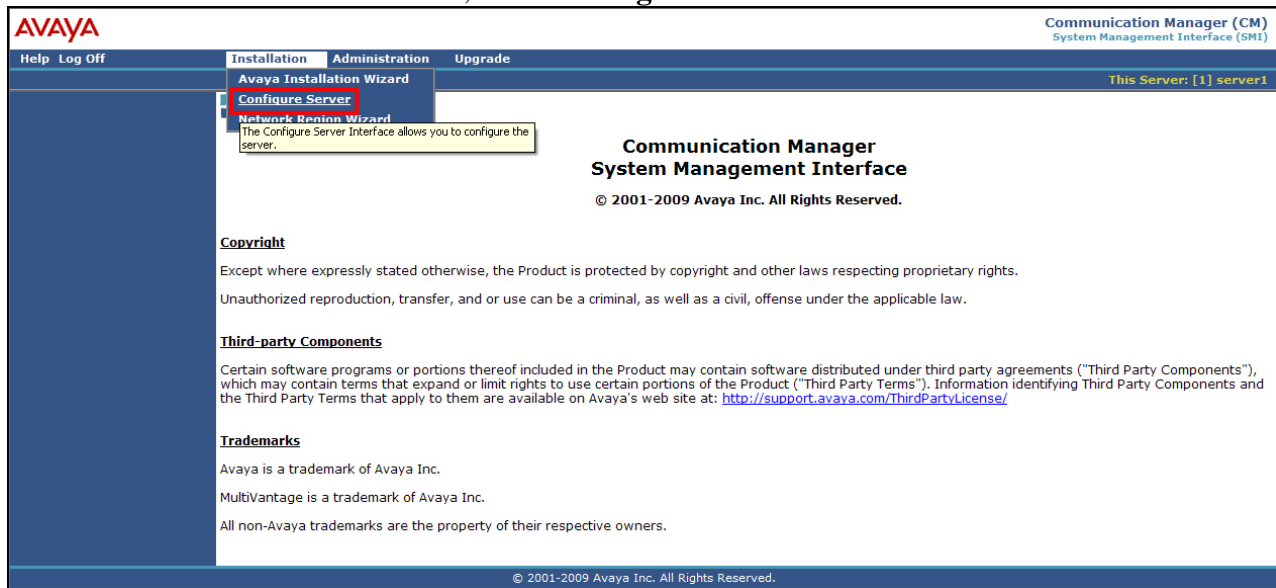 AVAYA
Communication Manager (CM)
System Management Interface (SMI)
Help Log Off
Installation Administration Upgrade
This Server: [1] server1
Avaya Installation Wizard
Configure Server
Network Region Wizard
The Configure Server Interface allows you to configure the
server.
Communication Manager
System Management Interface
© 2001-2009 Avaya Inc. All Rights Reserved.
Copyright
Except where expressly stated otherwise, the Product is protected by copyright and other laws respecting proprietary rights.
Unauthorized reproduction, transfer, and or use can be a criminal, as well as a civil, offense under the applicable law.
Third-party Components
Certain software programs or portions thereof included in the Product may contain software distributed under third party agreements ("Third Party Components"),
which may contain terms that expand or limit rights to use certain portions of the Product ("Third Party Terms"). Information identifying Third Party Components and
the Third Party Terms that apply to them are available on Avaya's web site at: http://support.avaya.com/ThirdPartyLicense/
Trademarks
Avaya is a trademark of Avaya Inc.
MultiVantage is a trademark of Avaya Inc.
All non-Avaya trademarks are the property of their respective owners.
© 2001-2009 Avaya Inc. All Rights Reserved.